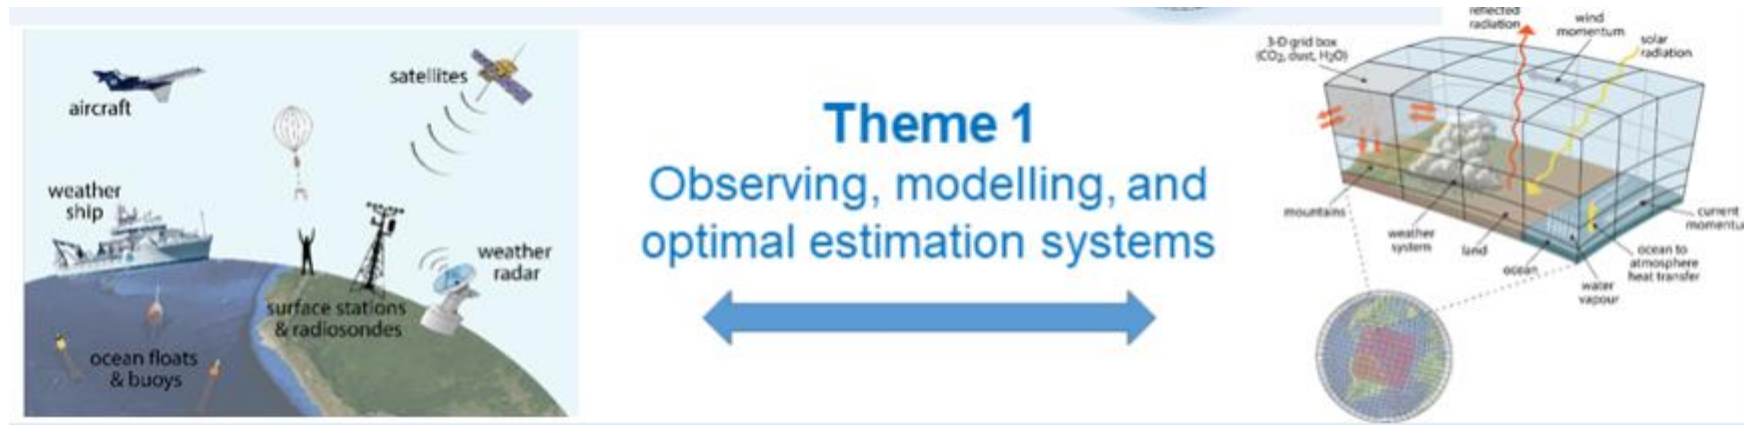 aircraft
satellites
weather
ship
weather
radar
surface stations
& radiosondes
ocean floats
& buoys
Theme 1
Observing, modelling, and
optimal estimation systems
reflected
radiation
wind
momentum
solar
radiation
3-D grid box
(CO₂, dust, H₂O)
mountains
weather
system
land
ocean
water
vapour
ocean to
atmosphere
heat transfer
current
momentu